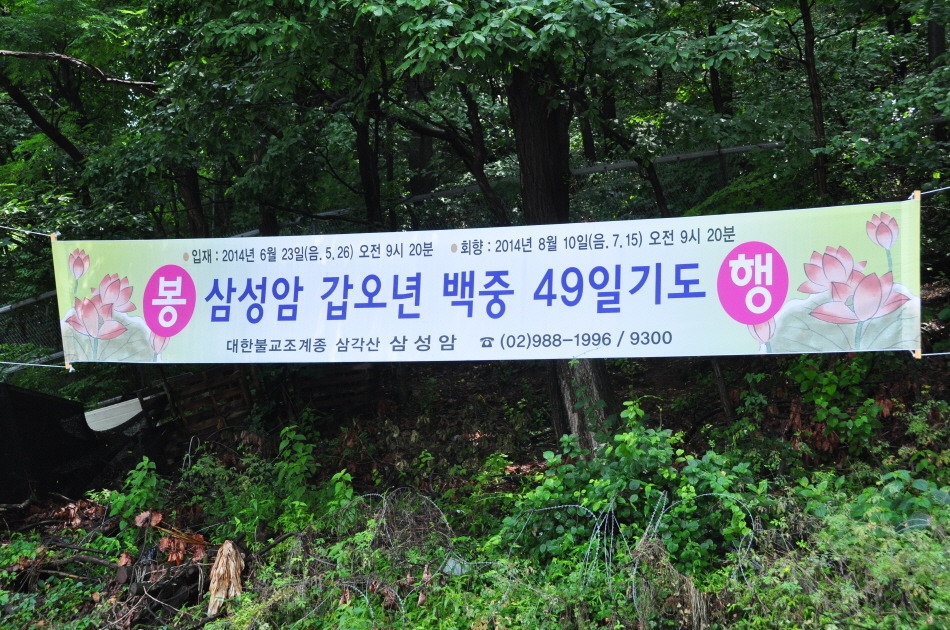 ●입재 : 2014년 6월 23일(음, 5, 26) 오전 9시 20분 ●회향 : 2014년 8월 10일(음, 7, 15) 오전 9시 20분
봉 삼성암 갑오년 백중 49일기도 행
대한불교조계종 삼각산 삼성암 ☎ (02)988-1996 / 9300